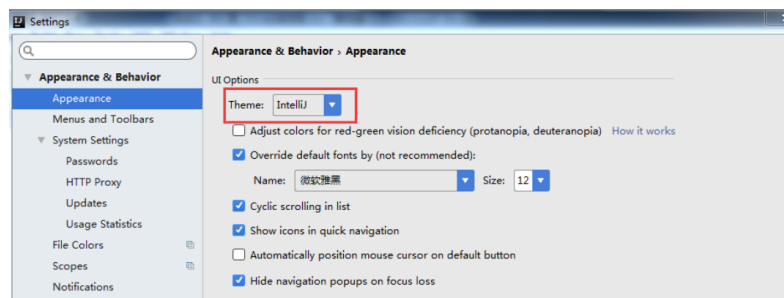 Settings
Appearance & Behavior
Appearance
Menus and Toolbars
System Settings
Passwords
HTTP Proxy
Updates
Usage Statistics
File Colors
Scopes
Notifications
Appearance & Behavior › Appearance
UI Options
Theme: IntelliJ
Adjust colors for red-green vision deficiency (protanopia, deuteranopia) How it works
Override default fonts by (not recommended):
Name: 微软雅黑 Size: 12
Cyclic scrolling in list
Show icons in quick navigation
Automatically position mouse cursor on default button
Hide navigation popups on focus loss